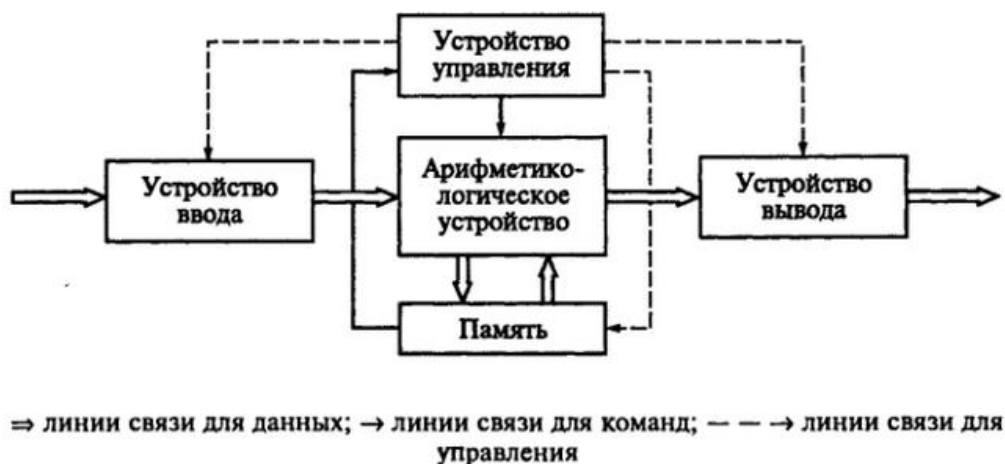 Устройство
управления
Устройство
ввода
Арифметико-
логическое
устройство
Устройство
вывода
Память
⇒ линии связи для данных; → линии связи для команд; — — → линии связи для
управления